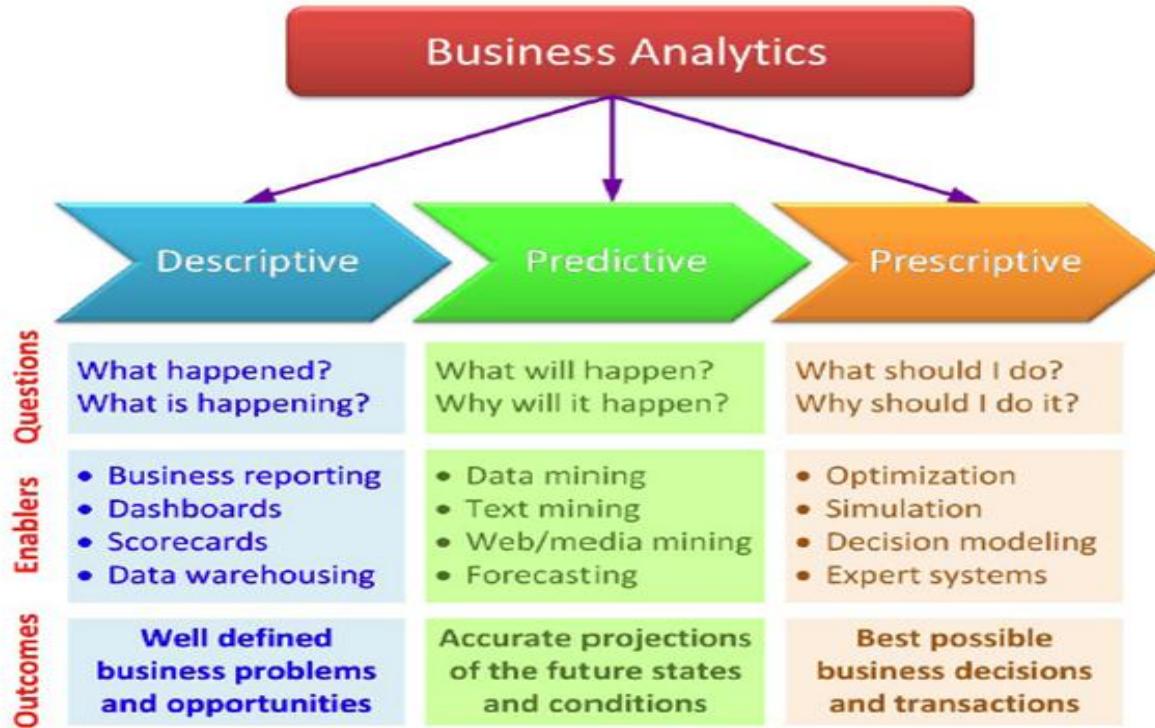 Business Analytics
Descriptive
Predictive
Prescriptive
Questions
What happened?
What is happening?
What will happen?
Why will it happen?
What should I do?
Why should I do it?
Enablers
• Business reporting
• Dashboards
• Scorecards
• Data warehousing
• Data mining
• Text mining
• Web/media mining
• Forecasting
• Optimization
• Simulation
• Decision modeling
• Expert systems
Outcomes
Well defined
business problems
and opportunities
Accurate projections
of the future states
and conditions
Best possible
business decisions
and transactions